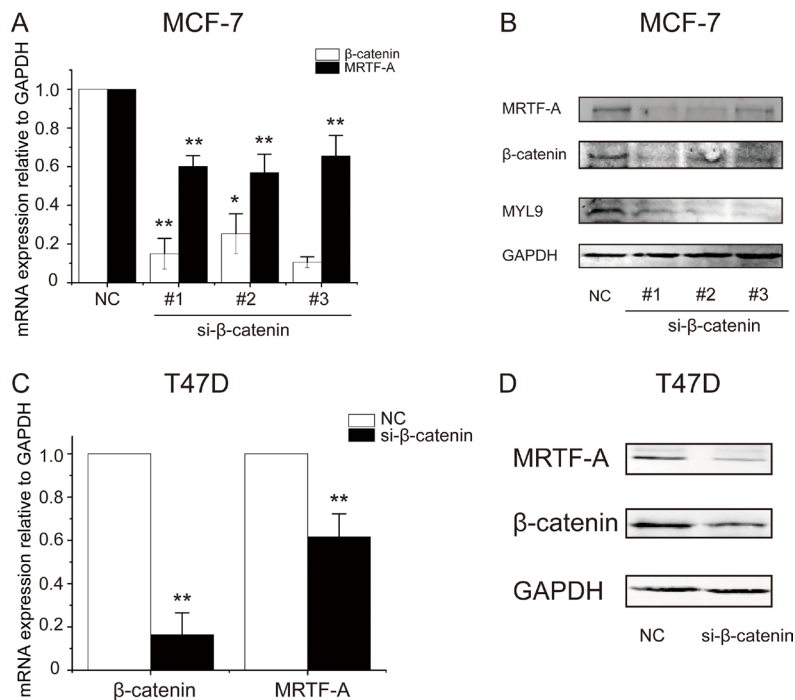 A
MCF-7
β-catenin
MRTF-A
mRNA expression relative to GAPDH
1.0
0.8
0.6
0.4
0.2
0
**
**
*
**
**
NC
#1
#2
#3
si-β-catenin
B
MCF-7
MRTF-A
β-catenin
MYL9
GAPDH
NC
#1
#2
#3
si-β-catenin
C
T47D
NC
si-β-catenin
mRNA expression relative to GAPDH
1.0
0.8
0.6
0.4
0.2
0
**
**
β-catenin
MRTF-A
D
T47D
MRTF-A
β-catenin
GAPDH
NC
si-β-catenin